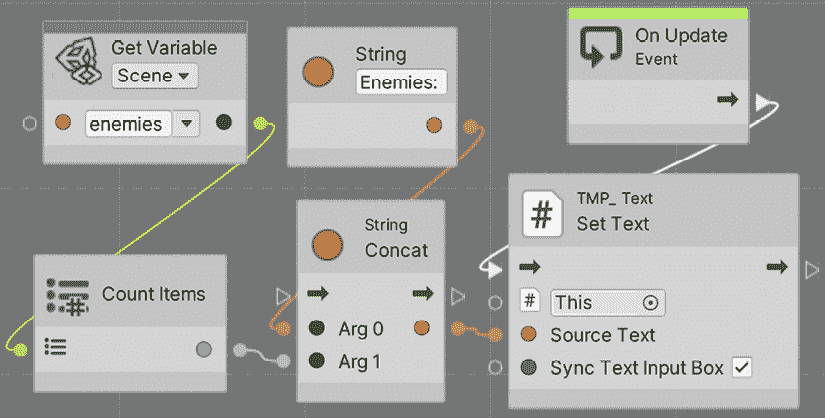 Get Variable
Scene
enemies
String
Enemies:
On Update
Event
Count Items
String
Concat
Arg 0
Arg 1
TMP_ Text
Set Text
This
Source Text
Sync Text Input Box